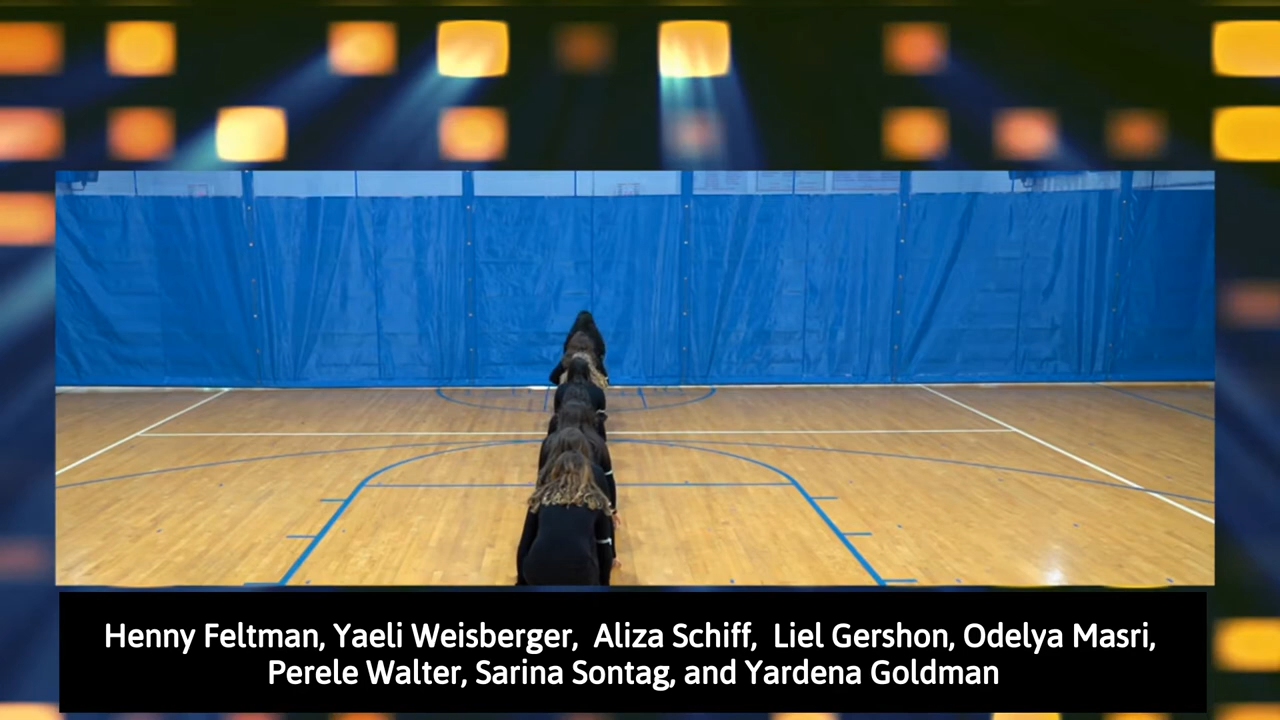 Henny Feltman, Yaeli Weisberger,  Aliza Schiff,  Liel Gershon, Odelya Masri,
Perele Walter, Sarina Sontag, and Yardena Goldman